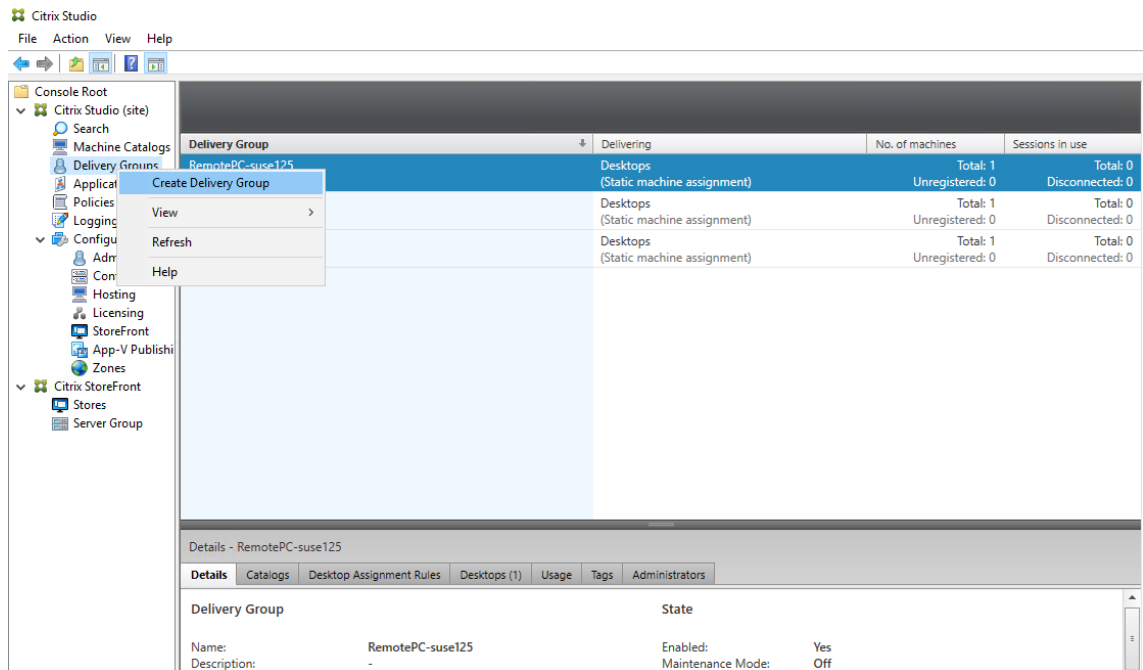 Citrix Studio
File Action View Help
Console Root
Citrix Studio (site)
Search
Machine Catalogs
Delivery Groups
Applicat
Policies
Logging
Configu
Adm
Con
Hosting
Licensing
StoreFront
App-V Publishi
Zones
Citrix StoreFront
Stores
Server Group
Create Delivery Group
View
Refresh
Help
Delivery Group Delivering No. of machines Sessions in use
RemotePC-suse125 Desktops Total: 1 Total: 0
(Static machine assignment) Unregistered: 0 Disconnected: 0
Desktops Total: 1 Total: 0
(Static machine assignment) Unregistered: 0 Disconnected: 0
Desktops Total: 1 Total: 0
(Static machine assignment) Unregistered: 0 Disconnected: 0
Details - RemotePC-suse125
Details Catalogs Desktop Assignment Rules Desktops (1) Usage Tags Administrators
Delivery Group State
Name: RemotePC-suse125 Enabled: Yes
Description: - Maintenance Mode: Off